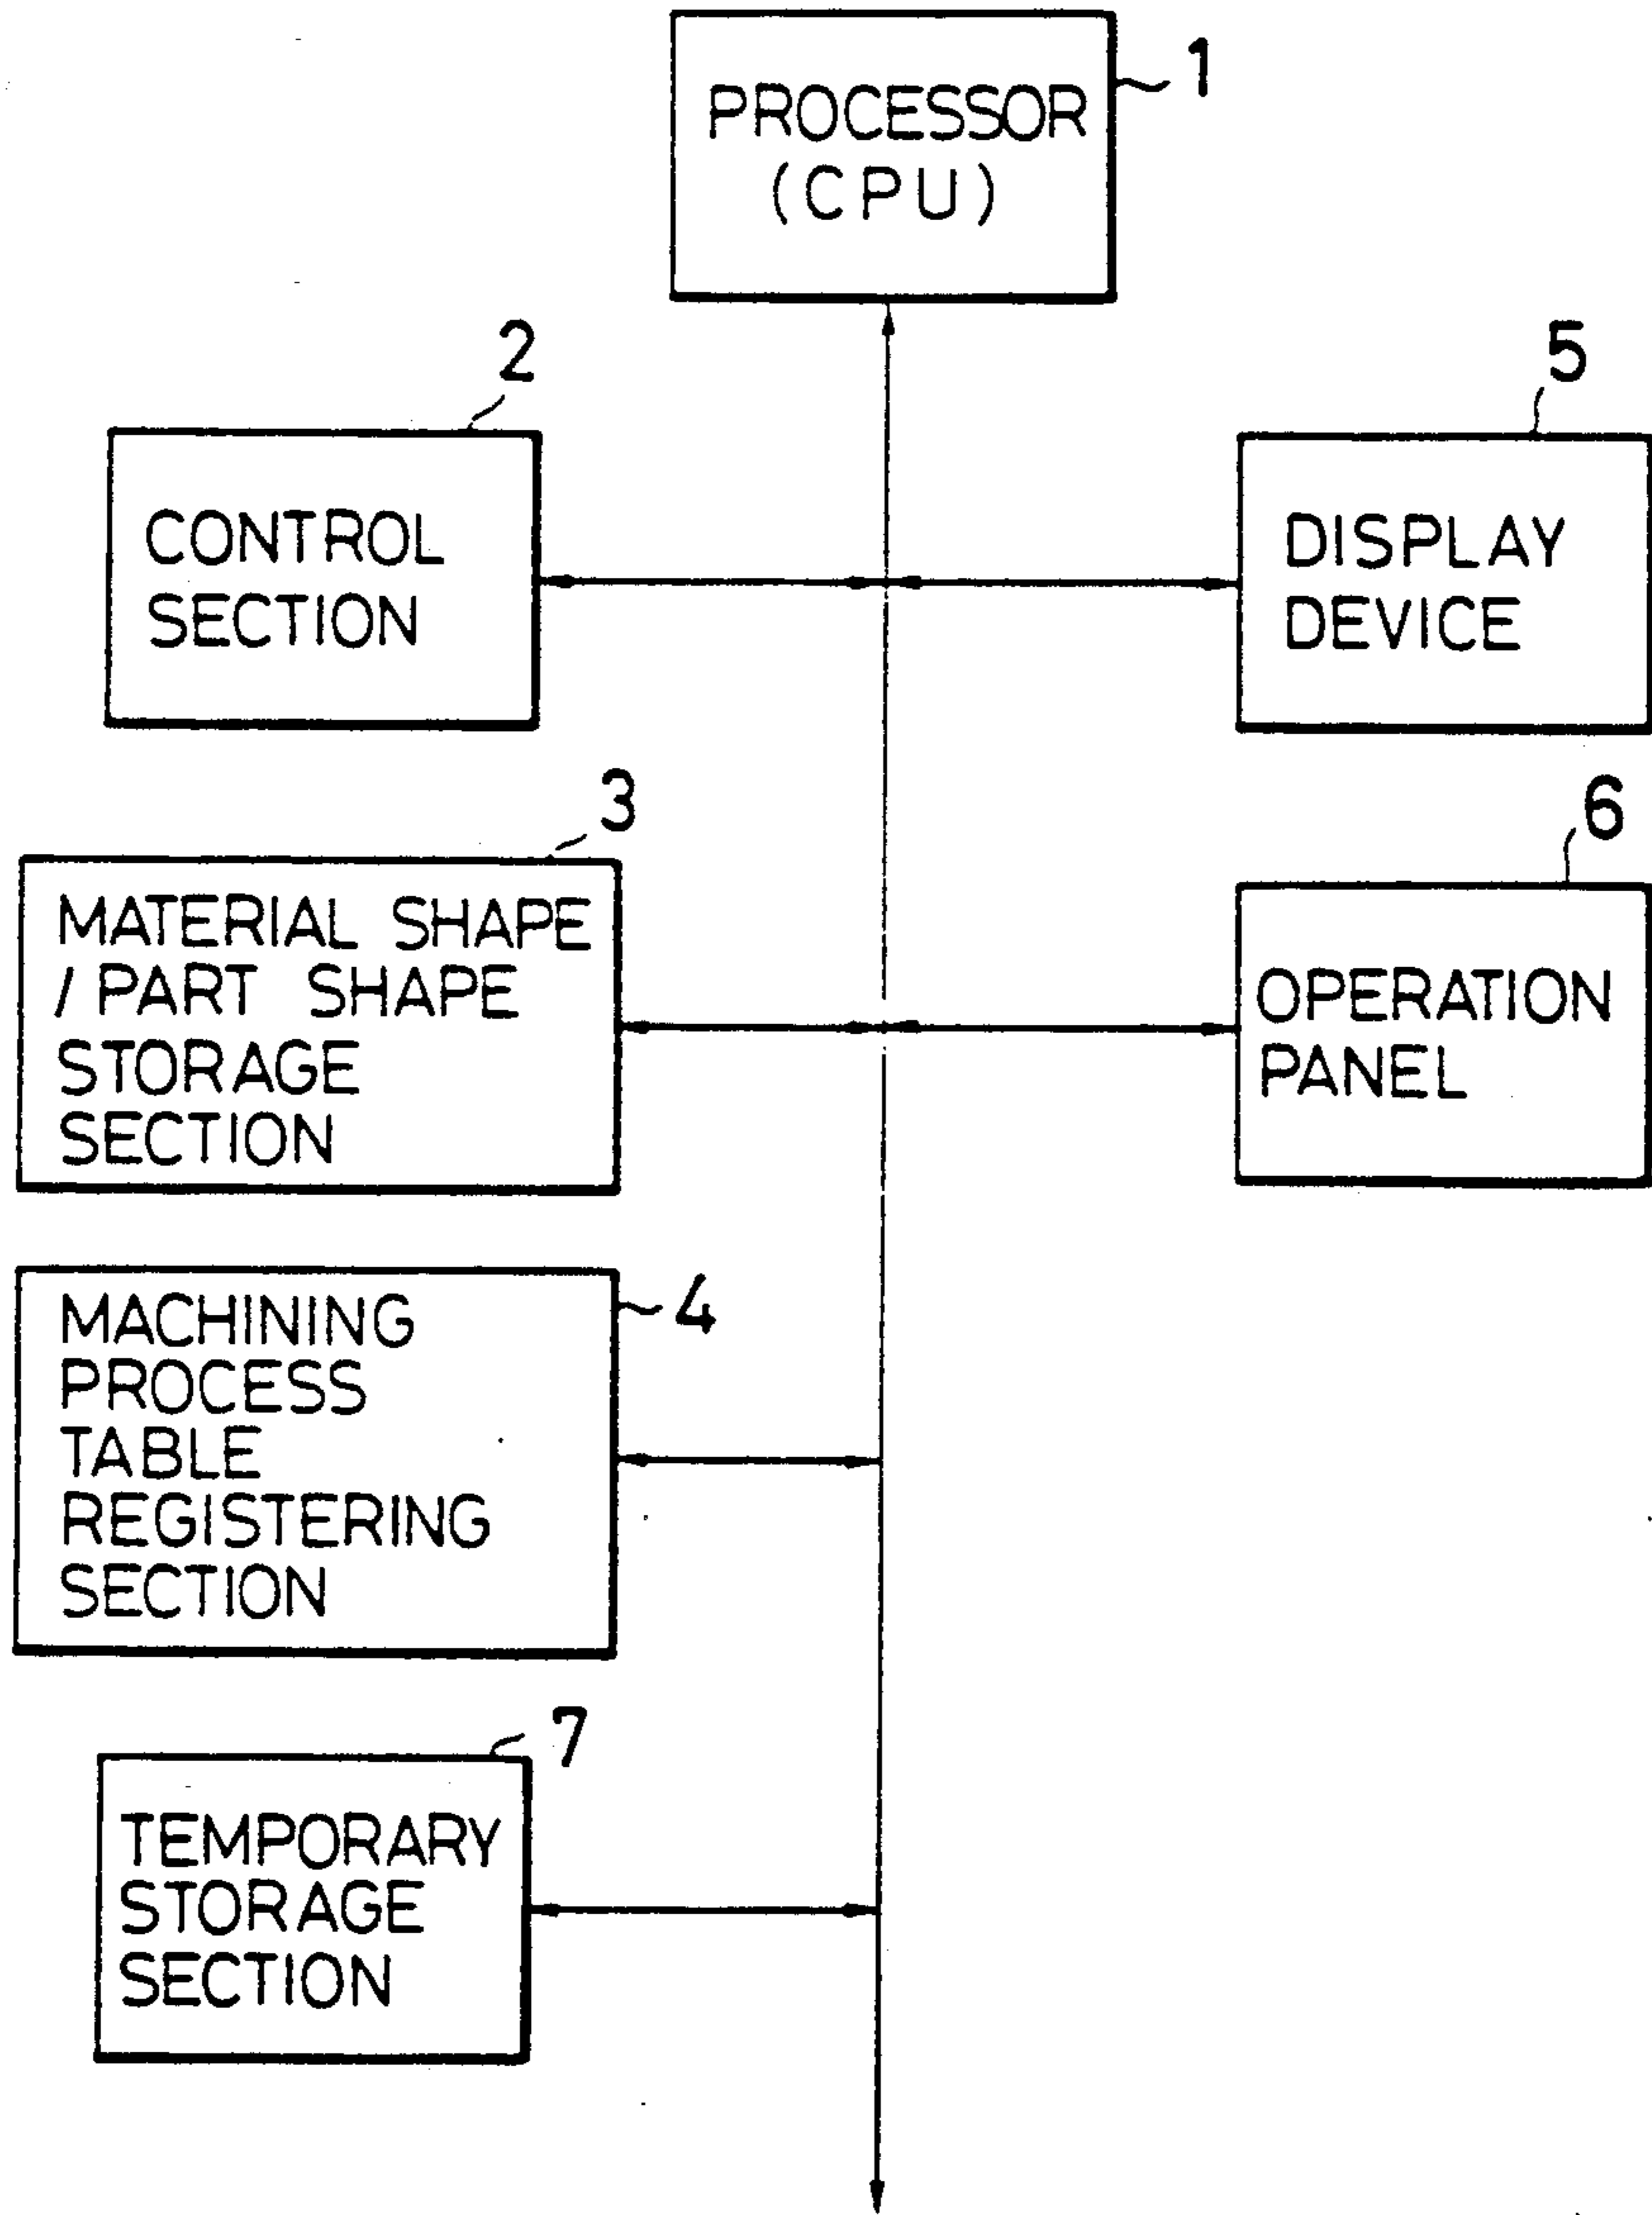 1
PROCESSOR
(CPU)
2
CONTROL
SECTION
5
DISPLAY
DEVICE
3
MATERIAL SHAPE
/ PART SHAPE
STORAGE
SECTION
6
OPERATION
PANEL
4
MACHINING
PROCESS
TABLE
REGISTERING
SECTION
7
TEMPORARY
STORAGE
SECTION